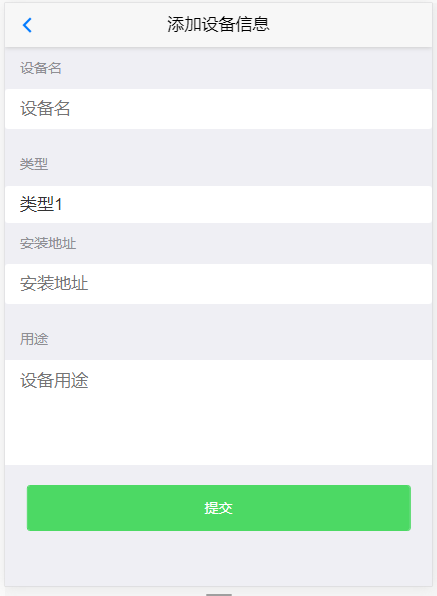 添加设备信息
设备名
设备名
类型
类型1
安装地址
安装地址
用途
设备用途
提交